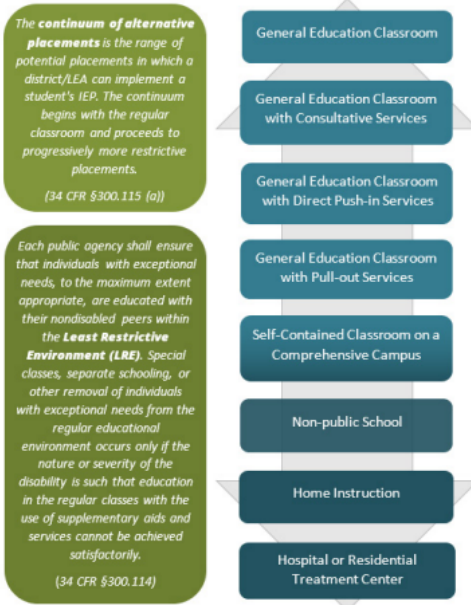 The continuum of alternative
placements is the range of
potential placements in which a
district/LEA can implement a
student's IEP. The continuum
begins with the regular
classroom and proceeds to
progressively more restrictive
placements.
(34 CFR §300.115 (a))
Each public agency shall ensure
that individuals with exceptional
needs, to the maximum extent
appropriate, are educated with
their nondisabled peers within
the Least Restrictive
Environment (LRE). Special
classes, separate schooling, or
other removal of individuals
with exceptional needs from the
regular educational
environment occurs only if the
nature or severity of the
disability is such that education
in the regular classes with the
use of supplementary aids and
services cannot be achieved
satisfactorily.
(34 CFR §300.114)
General Education Classroom
General Education Classroom
with Consultative Services
General Education Classroom
with Direct Push-in Services
General Education Classroom
with Pull-out Services
Self-Contained Classroom on a
Comprehensive Campus
Non-public School
Home Instruction
Hospital or Residential
Treatment Center